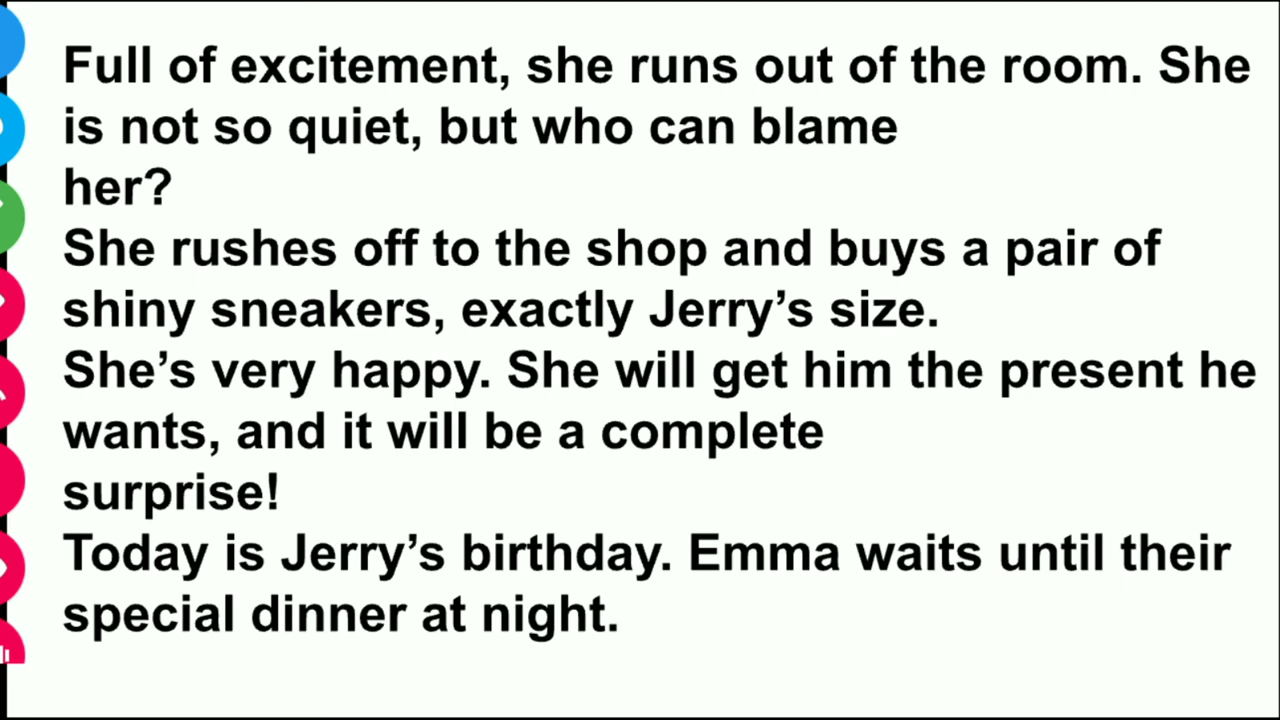 Full of excitement, she runs out of the room. She
is not so quiet, but who can blame
her?
She rushes off to the shop and buys a pair of
shiny sneakers, exactly Jerry’s size.
She’s very happy. She will get him the present he
wants, and it will be a complete
surprise!
Today is Jerry’s birthday. Emma waits until their
special dinner at night.